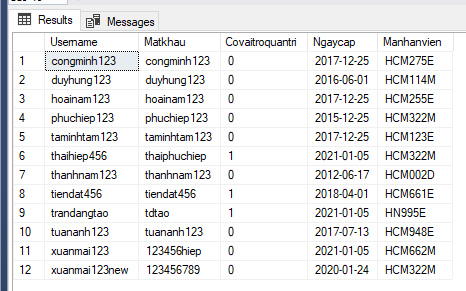 Results Messages
Username Matkhau Covaitroquantri Ngaycap Manhanvien
1 congminh123 congminh123 0 2017-12-25 HCM275E
2 duyhung123 duyhung123 0 2016-06-01 HCM114M
3 hoainam123 hoainam123 0 2017-12-25 HCM255E
4 phuchiep123 phuchiep123 0 2015-12-25 HCM322M
5 taminhtam123 taminhtam123 0 2017-12-25 HCM123E
6 thaihiep456 thaiphuchiep 1 2021-01-05 HCM322M
7 thanhnam123 thanhnam123 0 2012-06-17 HCM002D
8 tiendat456 tiendat456 1 2018-04-01 HCM661E
9 trandangtao tdtao 1 2021-01-05 HN995E
10 tuananh123 tuananh123 0 2017-07-13 HCM948E
11 xuanmai123 123456hiep 0 2021-01-05 HCM662M
12 xuanmai123new 123456789 0 2020-01-24 HCM322M